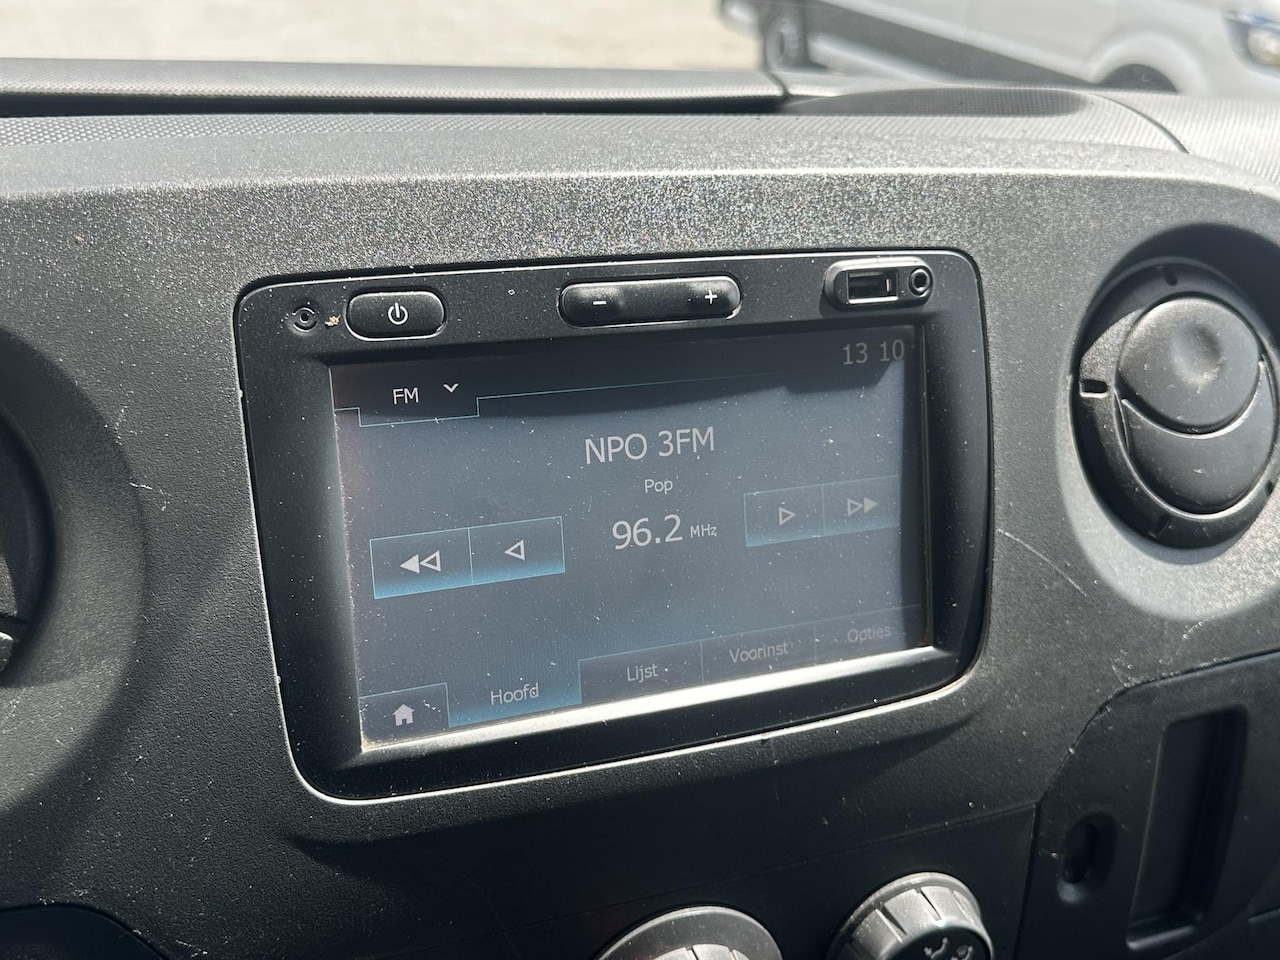 13 10
FM
NPO 3FM
Pop
96.2 MHz
Hoofd
Lijst
Voorinst
Opties